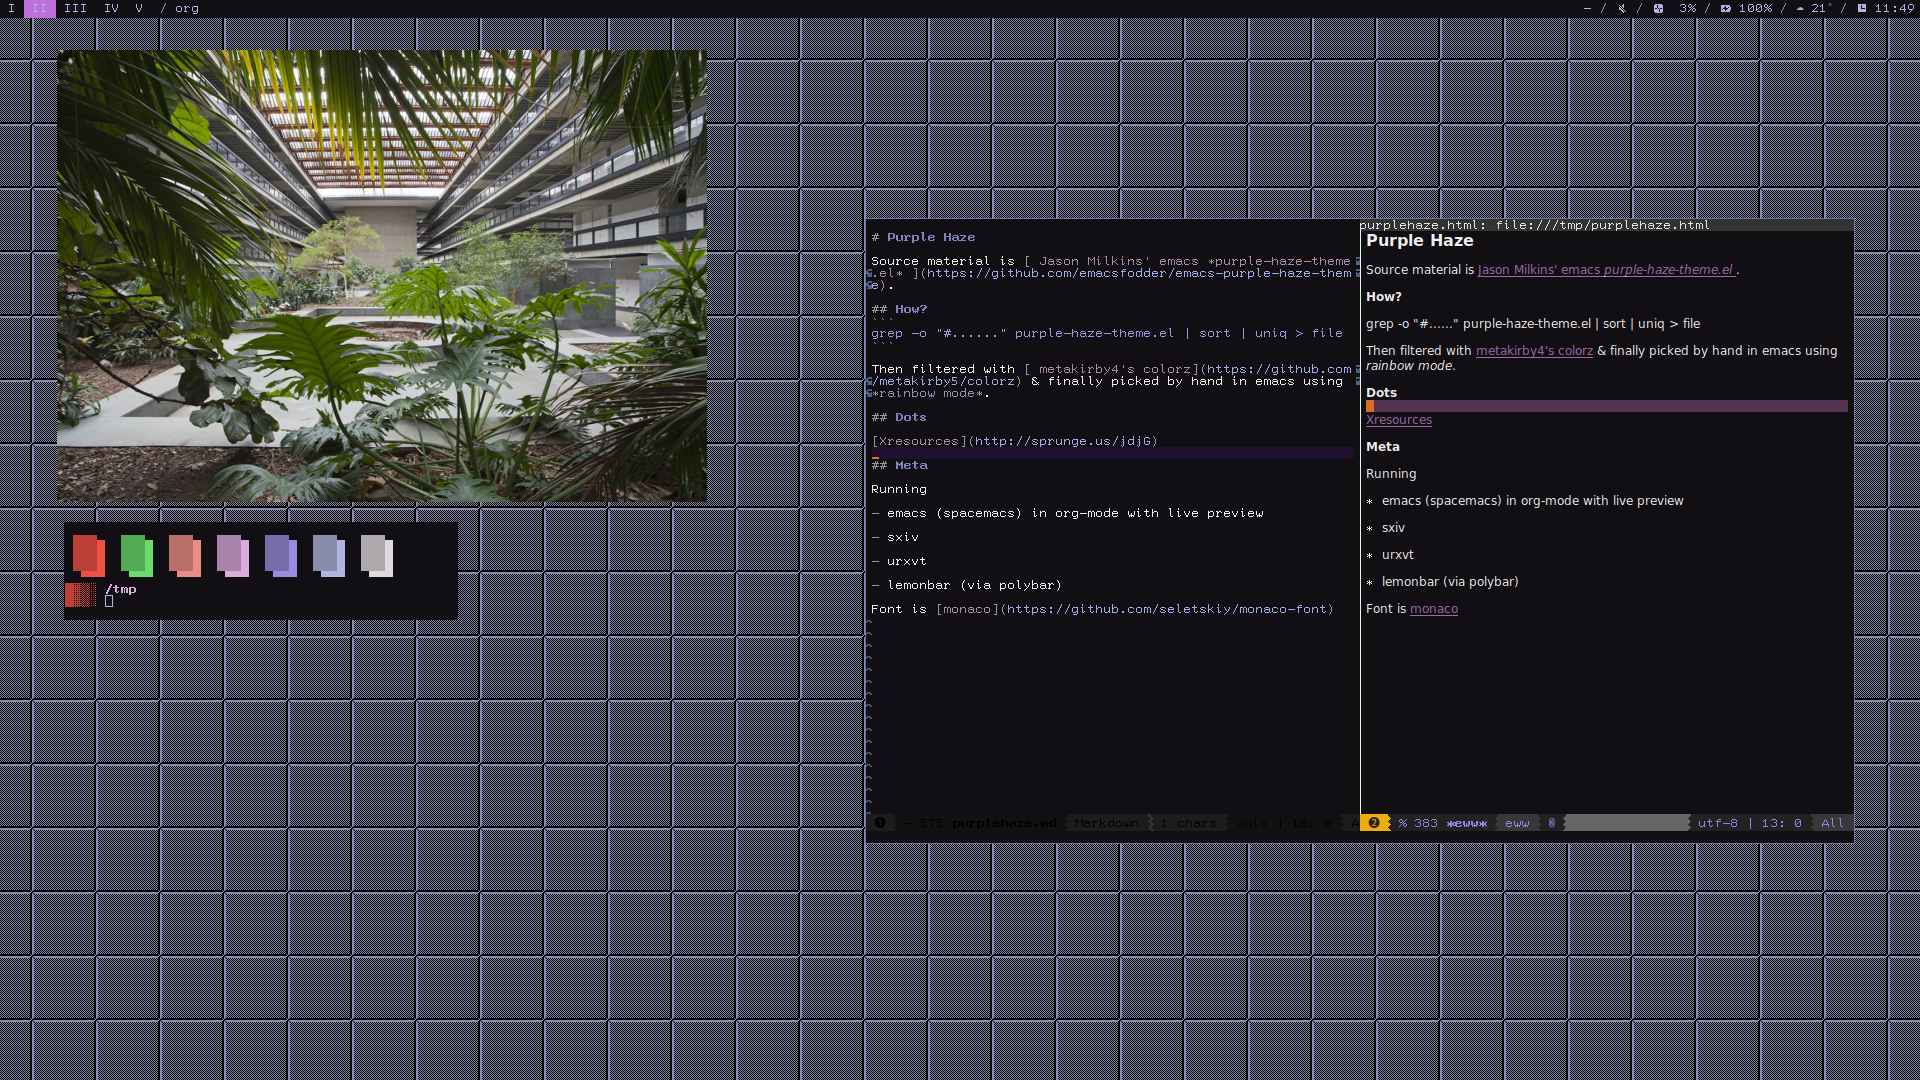 I II III IV V / org
— / / 3% / 100% / 21° / 11:49
# Purple Haze
Source material is [ Jason Milkins' emacs *purple-haze-theme
.el* ](https://github.com/emacsfodder/emacs-purple-haze-them
e).
## How?
```
grep -o "#......" purple-haze-theme.el | sort | uniq > file
```
Then filtered with [ metakirby4's colorz](https://github.com
/metakirby5/colorz) & finally picked by hand in emacs using
*rainbow mode*.
## Dots
[Xresources](http://sprunge.us/jdjG)
## Meta
Running
- emacs (spacemacs) in org-mode with live preview
- sxiv
- urxvt
- lemonbar (via polybar)
Font is [monaco](https://github.com/seletskiy/monaco-font)
1 - 575 purplehaze.md Markdown 1 chars unix | 16: 0 A
purplehaze.html: file:///tmp/purplehaze.html
Purple Haze
Source material is Jason Milkins' emacs purple-haze-theme.el .
How?
grep -o "#......" purple-haze-theme.el | sort | uniq > file
Then filtered with metakirby4's colorz & finally picked by hand in emacs using
rainbow mode.
Dots
Xresources
Meta
Running
* emacs (spacemacs) in org-mode with live preview
* sxiv
* urxvt
* lemonbar (via polybar)
Font is monaco
2 % 383 *eww* eww utf-8 | 13: 0 All
/tmp